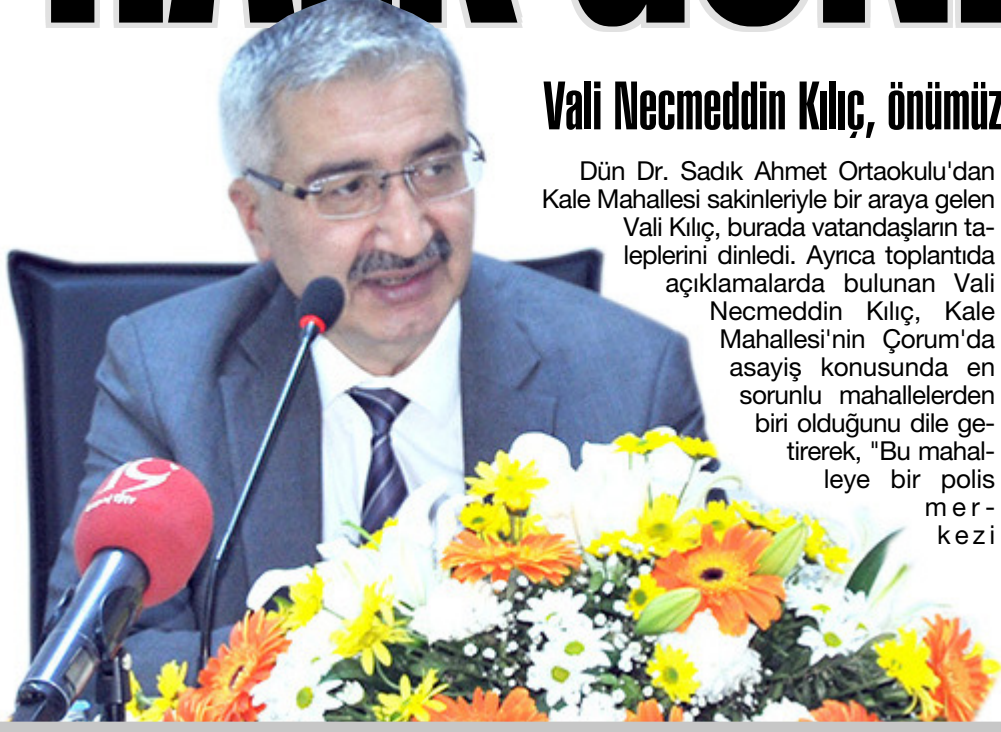 Vali Necmeddin Kılıç, önümüz
Dün Dr. Sadık Ahmet Ortaokulu'dan
Kale Mahallesi sakinleriyle bir araya gelen
Vali Kılıç, burada vatandaşların ta-
leplerini dinledi. Ayrıca toplantıda
açıklamalarda bulunan Vali
Necmeddin Kılıç, Kale
Mahallesi'nin Çorum'da
asayiş konusunda en
sorunlu mahallelerden
biri olduğunu dile ge-
tirerek, "Bu mahal-
leye bir polis
mer-
kezi